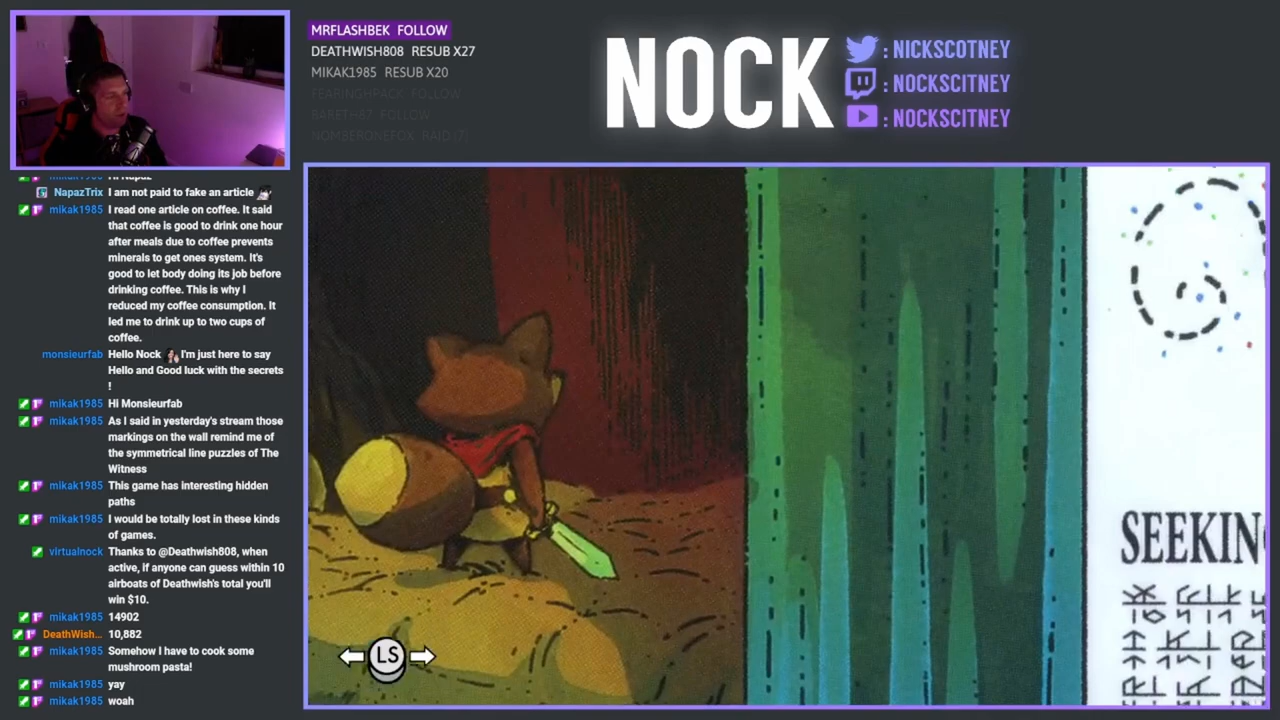 MRFLASHBEK FOLLOW
DEATHWISH808 RESUB X27
MIKAK1985 RESUB X20
FEARINGHPACK FOLLOW
NOMBERONEFOX RAID (7)
NOCK
: NICKSCOTNEY
: NOCKSCITNEY
: NOCKSCITNEY
Hi Napaz
NapazTrix I am not paid to fake an article
mikak1985 I read one article on coffee. It said
that coffee is good to drink one hour
after meals due to coffee prevents
minerals to get ones system. It's
good to let body doing its job before
drinking coffee. This is why I
reduced my coffee consumption. It
led me to drink up to two cups of
coffee.
monsieurfab Hello Nock I'm just here to say
Hello and Good luck with the secrets
!
mikak1985 Hi Monsieurfab
mikak1985 As I said in yesterday's stream those
markings on the wall remind me of
the symmetrical line puzzles of The
Witness
mikak1985 This game has interesting hidden
paths
mikak1985 I would be totally lost in these kinds
of games.
virtualnock Thanks to @Deathwish808, when
active, if anyone can guess within 10
airboats of Deathwish's total you'll
win $10.
mikak1985 14902
DeathWish... 10,882
mikak1985 Somehow I have to cook some
mushroom pasta!
mikak1985 yay
mikak1985 woah
LS
SEEKIN